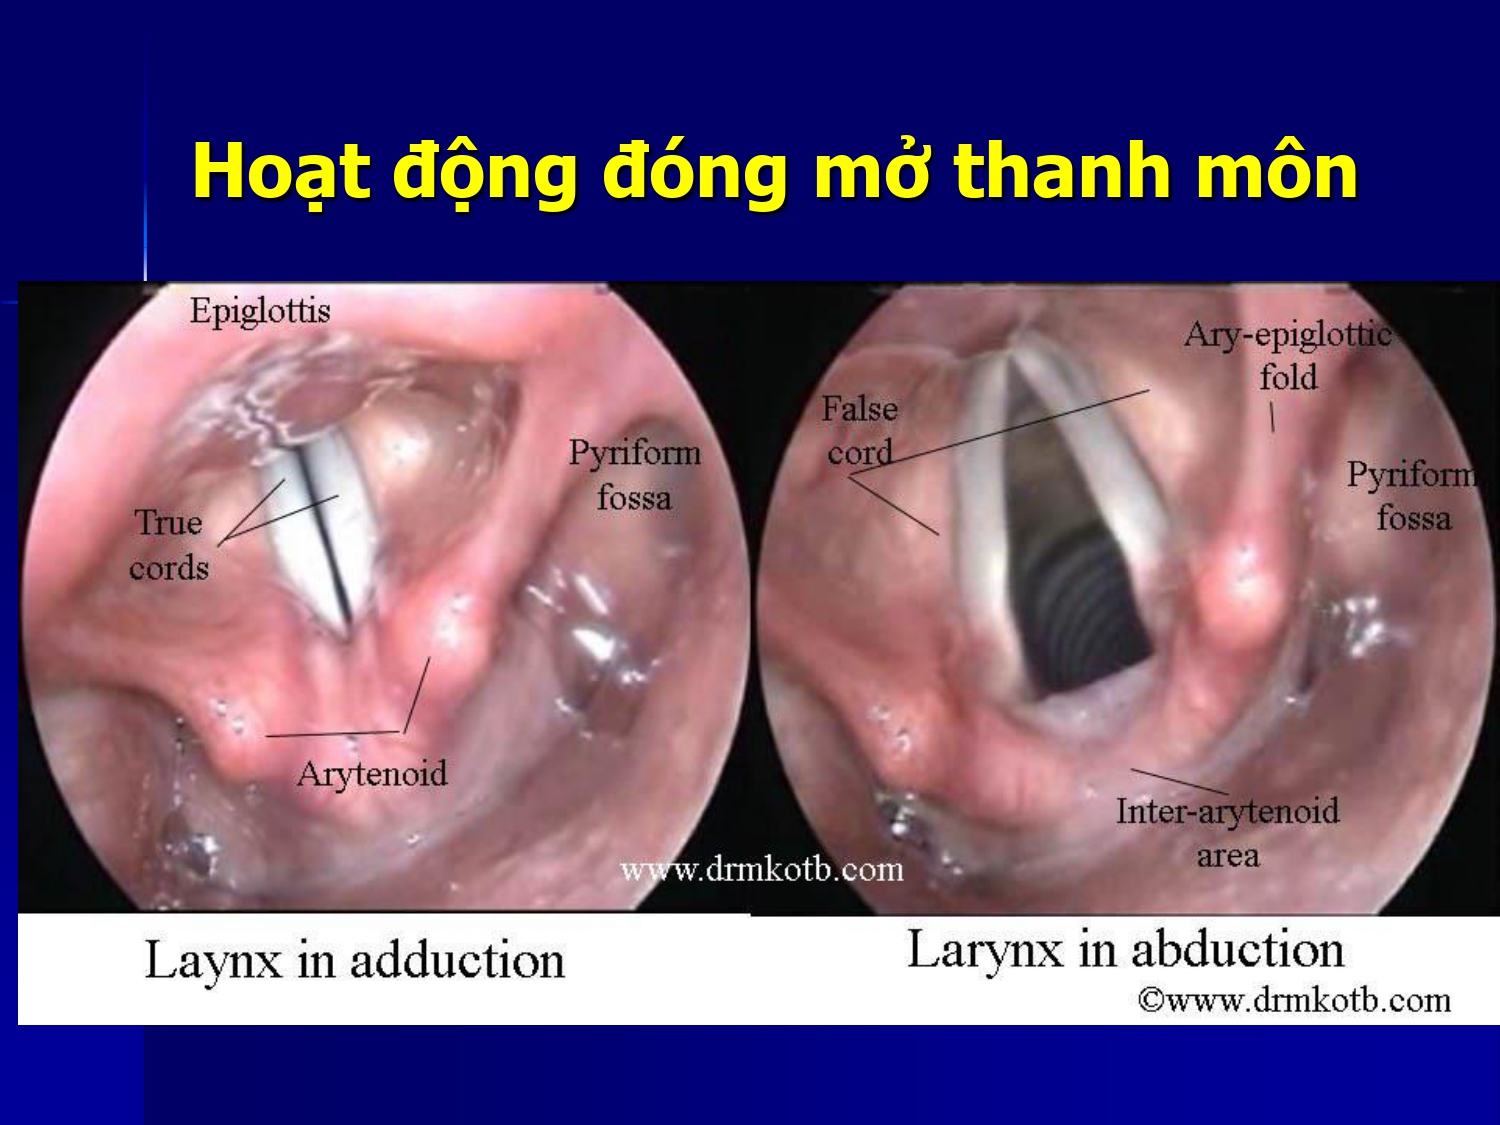 Hoạt động đóng mở thanh môn
Epiglottis
True
cords
Pyriform
fossa
Arytenoid
www.drmkotb.com
Laynx in adduction
False
cord
Ary-epiglottic
fold
Pyriform
fossa
Inter-arytenoid
area
Larynx in abduction
©www.drmkotb.com